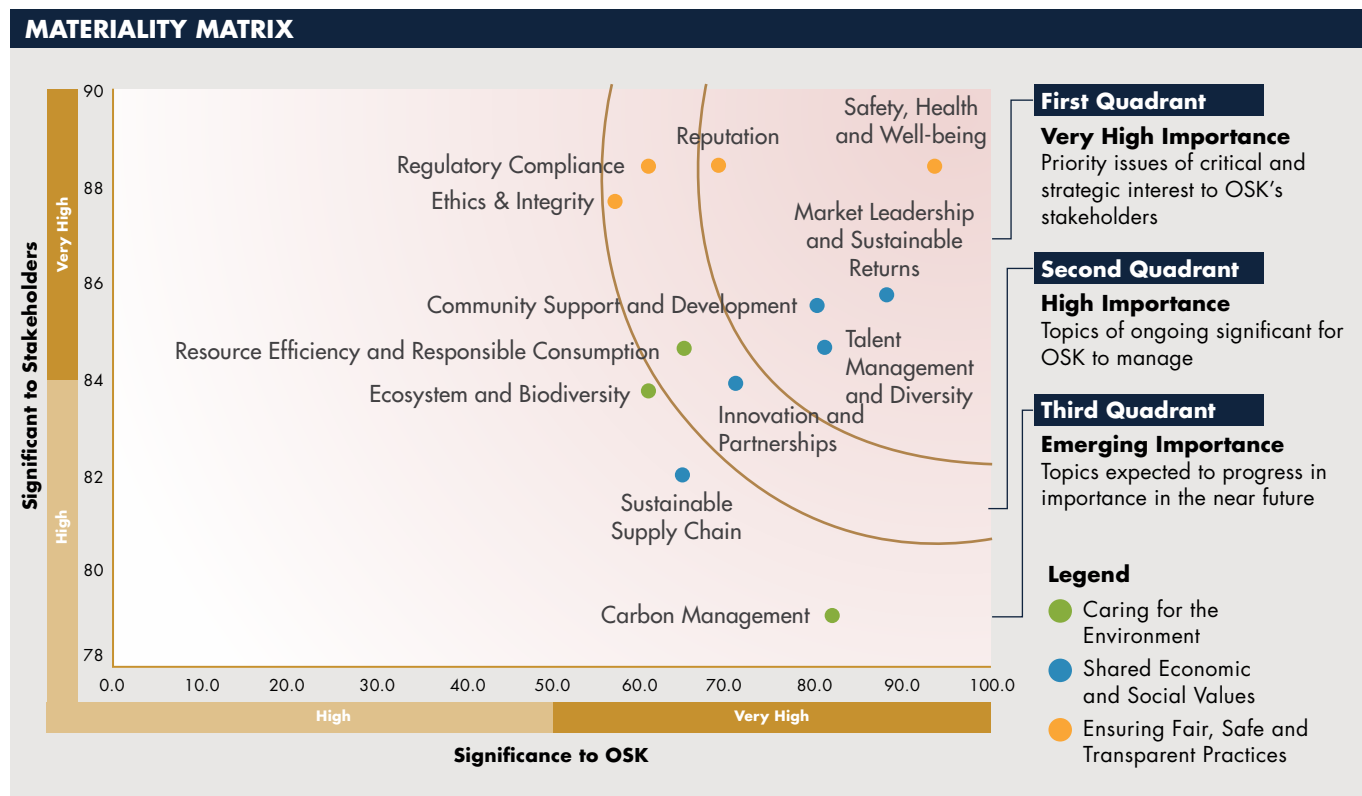 MATERIALITY MATRIX
Significant to Stakeholders
Very High
High
90
88
86
84
82
80
78
Safety, Health
and Well-being
Reputation
Regulatory Compliance
Ethics & Integrity
Market Leadership
and Sustainable
Returns
Community Support and Development
Talent
Management
and Diversity
Resource Efficiency and Responsible Consumption
Ecosystem and Biodiversity
Innovation and
Partnerships
Sustainable
Supply Chain
Carbon Management
0.0 10.0 20.0 30.0 40.0 50.0 60.0 70.0 80.0 90.0 100.0
High
Very High
Significance to OSK
First Quadrant
Very High Importance
Priority issues of critical and
strategic interest to OSK's
stakeholders
Second Quadrant
High Importance
Topics of ongoing significant for
OSK to manage
Third Quadrant
Emerging Importance
Topics expected to progress in
importance in the near future
Legend
Caring for the
Environment
Shared Economic
and Social Values
Ensuring Fair, Safe and
Transparent Practices